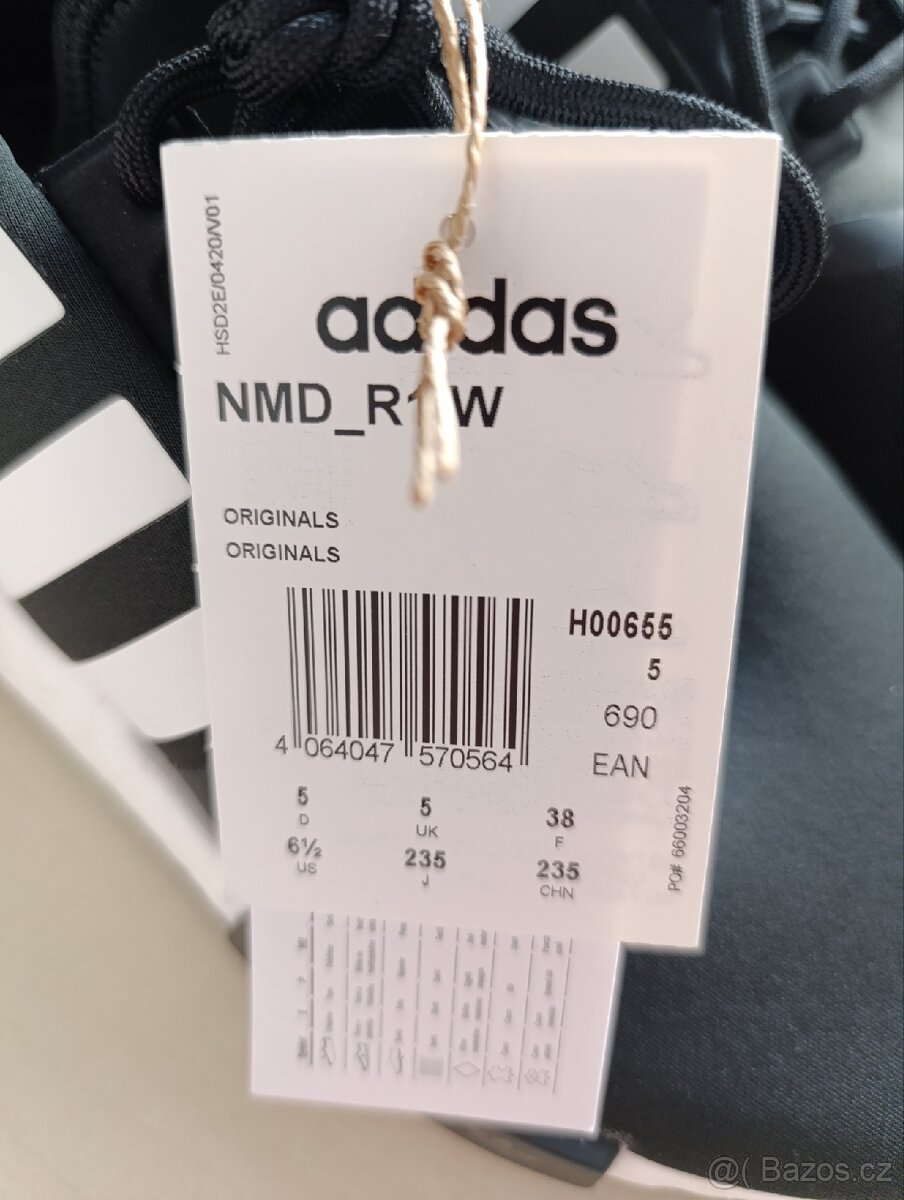 HSD2E/0420/V01
adidas
NMD_R1 W
ORIGINALS
ORIGINALS
H00655
5
690
EAN
4 064047 570564
5 5 38
D UK F
6½ 235 235
US J CHN
PO# 66003204
@( Bazos.cz